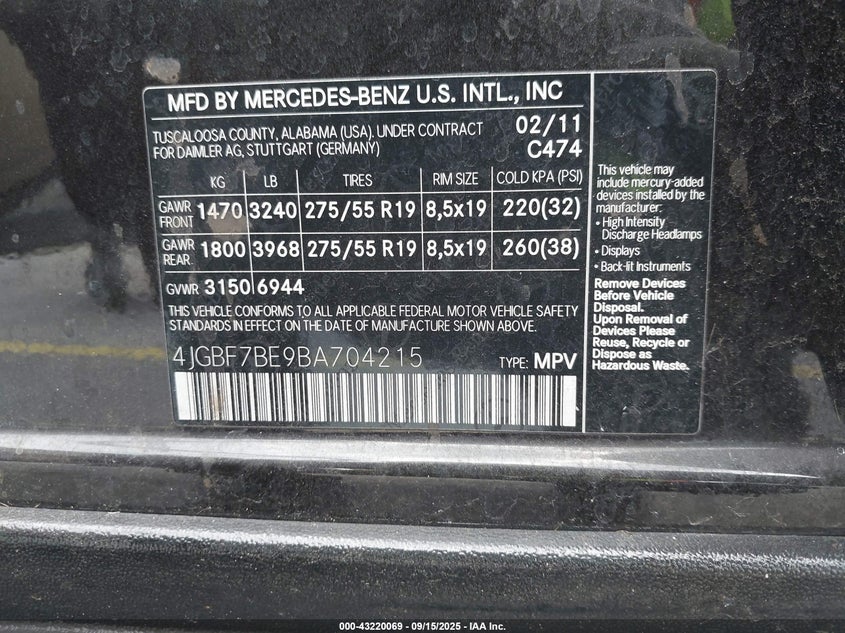 MFD BY MERCEDES-BENZ U.S. INTL., INC
TUSCALOOSA COUNTY, ALABAMA (USA). UNDER CONTRACT 02/11
FOR DAIMLER AG, STUTTGART (GERMANY) C474
KG LB TIRES RIM SIZE COLD KPA (PSI)
GAWR
FRONT 1470 3240 275/55 R19 8,5x19 220(32)
GAWR
REAR. 1800 3968 275/55 R19 8,5x19 260(38)
GVWR 3150 6944
THIS VEHICLE CONFORMS TO ALL APPLICABLE FEDERAL MOTOR VEHICLE SAFETY
STANDARDS IN EFFECT ON THE DATE OF MANUFACTURE SHOWN ABOVE.
4JGBF7BE9BA704215 TYPE: MPV
This vehicle may
include mercury-added
devices installed by the
manufacturer:
• High Intensity
Discharge Headlamps
• Displays
• Back-lit Instruments
Remove Devices
Before Vehicle
Disposal.
Upon Removal of
Devices Please
Reuse, Recycle or
Dispose as
Hazardous Waste.
000-43220069 - 09/15/2025 - IAA Inc.